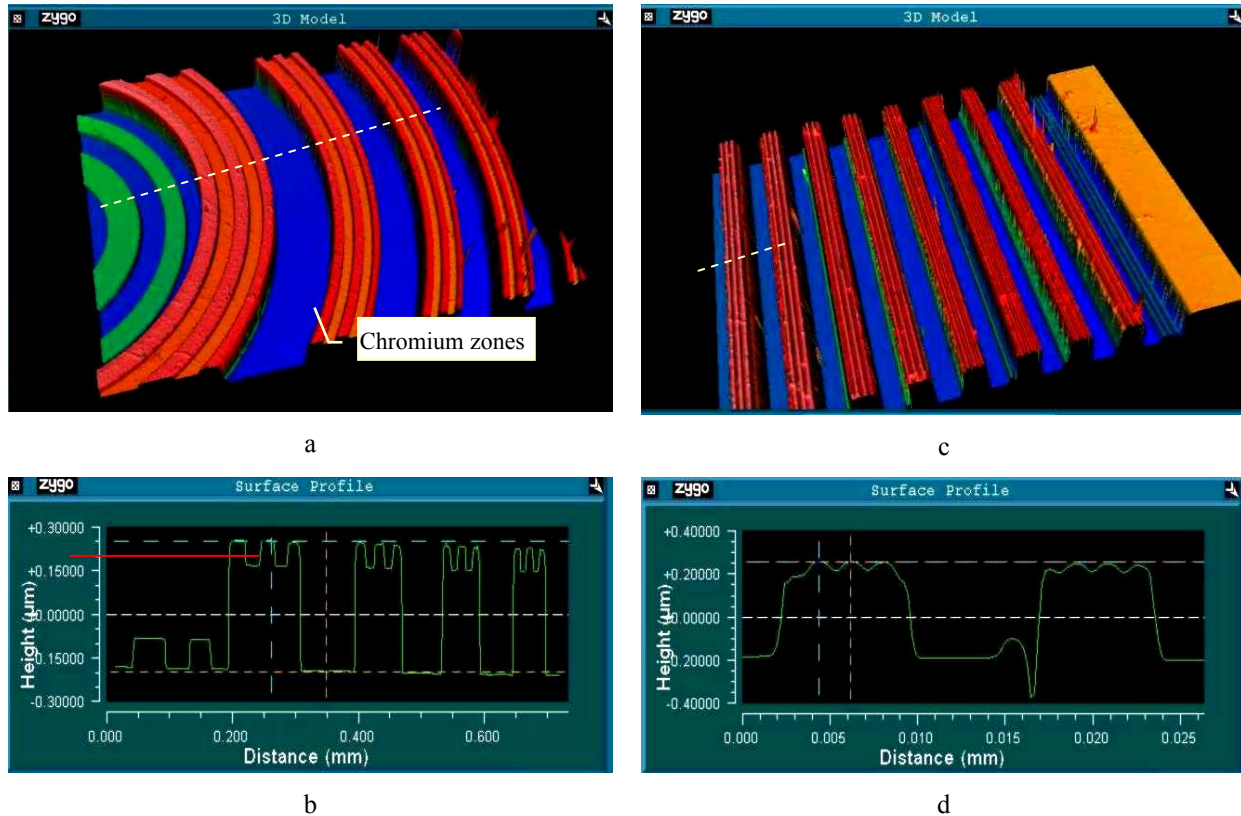 zygo 3D Model
Chromium zones
a
zygo 3D Model
c
zygo Surface Profile
+0.30000
+0.15000
+0.00000
-0.15000
-0.30000
Height (µm)
0.000 0.200 0.400 0.600
Distance (mm)
b
zygo Surface Profile
+0.40000
+0.20000
+0.00000
-0.20000
-0.40000
Height (µm)
0.000 0.005 0.010 0.015 0.020 0.025
Distance (mm)
d